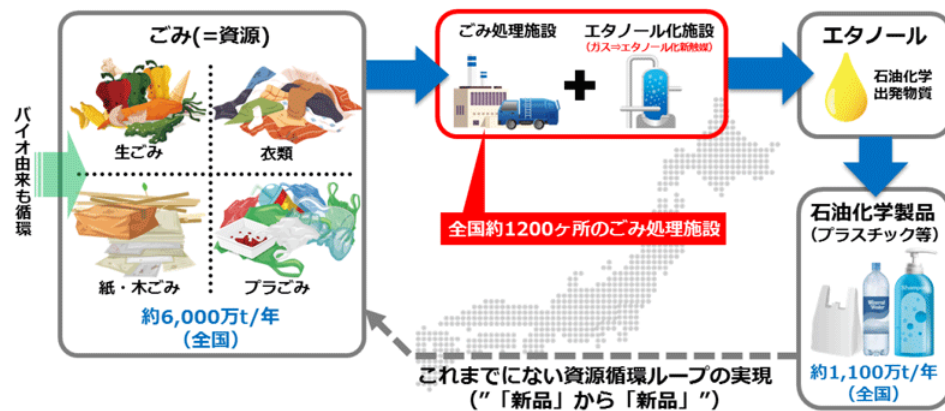 バイオ由来も循環
ごみ(=資源)
生ごみ
衣類
紙・木ごみ
プラごみ
約6,000万t/年
(全国)
ごみ処理施設
エタノール化施設
(ガス⇒エタノール化新触媒)
全国約1200ヶ所のごみ処理施設
エタノール
石油化学
出発物質
石油化学製品
(プラスチック等)
Mineral
Water
Shampoo
約1,100万t/年
(全国)
これまでにない資源循環ループの実現
(”「新品」から「新品」”)